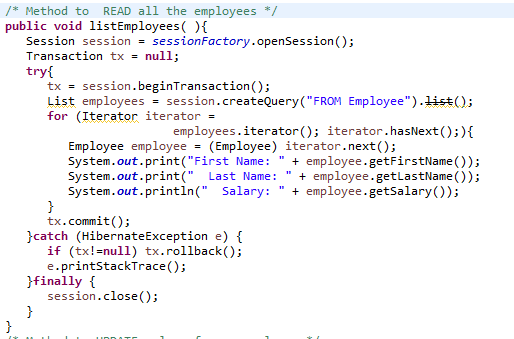 /* Method to  READ all the employees */
public void listEmployees( ){
   Session session = sessionFactory.openSession();
   Transaction tx = null;
   try{
      tx = session.beginTransaction();
      List employees = session.createQuery("FROM Employee").list();
      for (Iterator iterator =
                        employees.iterator(); iterator.hasNext();){
         Employee employee = (Employee) iterator.next();
         System.out.print("First Name: " + employee.getFirstName());
         System.out.print("  Last Name: " + employee.getLastName());
         System.out.println("  Salary: " + employee.getSalary());
      }
      tx.commit();
   }catch (HibernateException e) {
      if (tx!=null) tx.rollback();
      e.printStackTrace();
   }finally {
      session.close();
   }
}